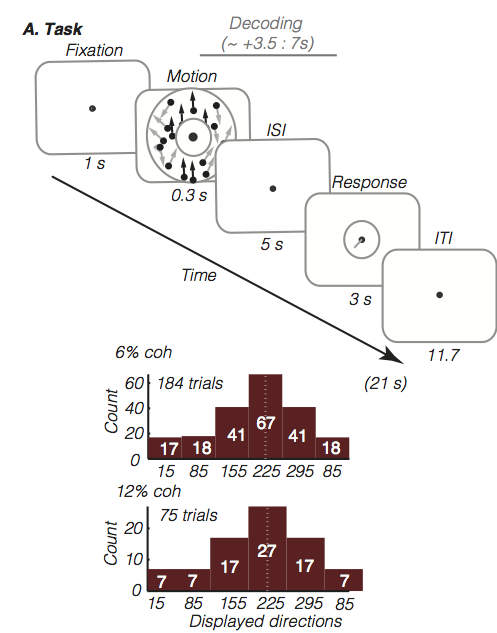 A. Task
Decoding
(~ +3.5 : 7s)
Fixation
Motion
ISI
Response
ITI
1 s
0.3 s
5 s
3 s
11.7
Time
(21 s)
6% coh
184 trials
Count
60
40
20
0
17 18 41 67 41 18
15 85 155 225 295 85
12% coh
75 trials
Count
20
10
0
7 7 17 27 17 7
15 85 155 225 295 85
Displayed directions